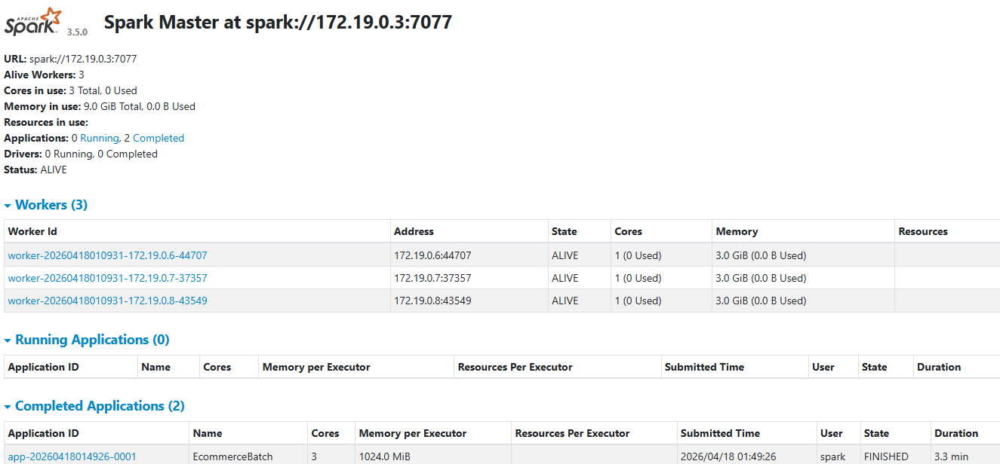 APACHE
Spark 3.5.0 Spark Master at spark://172.19.0.3:7077
URL: spark://172.19.0.3:7077
Alive Workers: 3
Cores in use: 3 Total, 0 Used
Memory in use: 9.0 GiB Total, 0.0 B Used
Resources in use:
Applications: 0 Running, 2 Completed
Drivers: 0 Running, 0 Completed
Status: ALIVE
Workers (3)
Worker Id Address State Cores Memory Resources
worker-20260418010931-172.19.0.6-44707 172.19.0.6:44707 ALIVE 1 (0 Used) 3.0 GiB (0.0 B Used)
worker-20260418010931-172.19.0.7-37357 172.19.0.7:37357 ALIVE 1 (0 Used) 3.0 GiB (0.0 B Used)
worker-20260418010931-172.19.0.8-43549 172.19.0.8:43549 ALIVE 1 (0 Used) 3.0 GiB (0.0 B Used)
Running Applications (0)
Application ID Name Cores Memory per Executor Resources Per Executor Submitted Time User State Duration
Completed Applications (2)
Application ID Name Cores Memory per Executor Resources Per Executor Submitted Time User State Duration
app-20260418014926-0001 EcommerceBatch 3 1024.0 MiB 2026/04/18 01:49:26 spark FINISHED 3.3 min